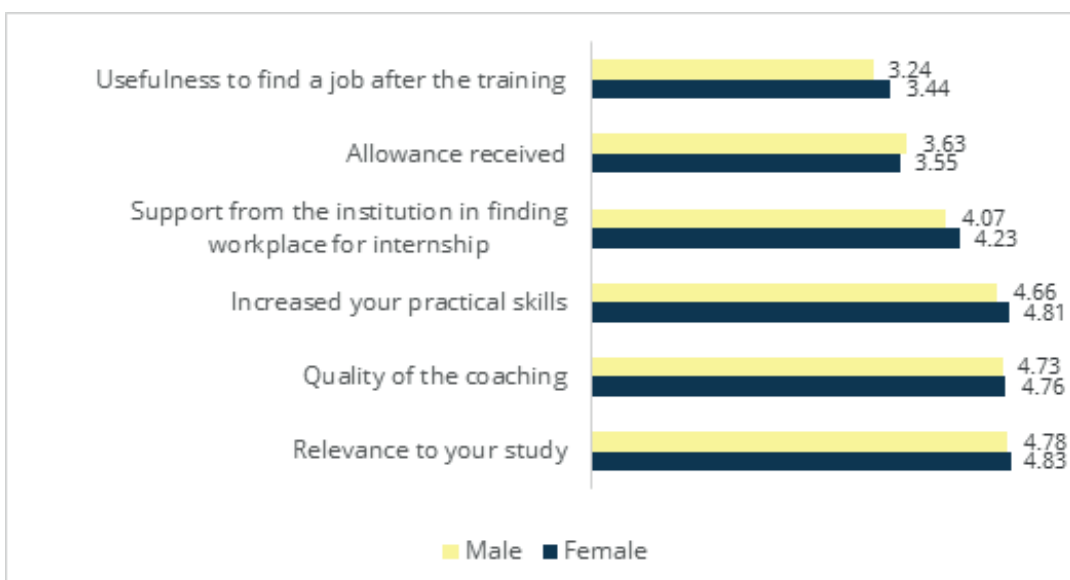 Usefulness to find a job after the training
3.24
3.44
Allowance received
3.63
3.55
Support from the institution in finding
workplace for internship
4.07
4.23
Increased your practical skills
4.66
4.81
Quality of the coaching
4.73
4.76
Relevance to your study
4.78
4.83
Male Female